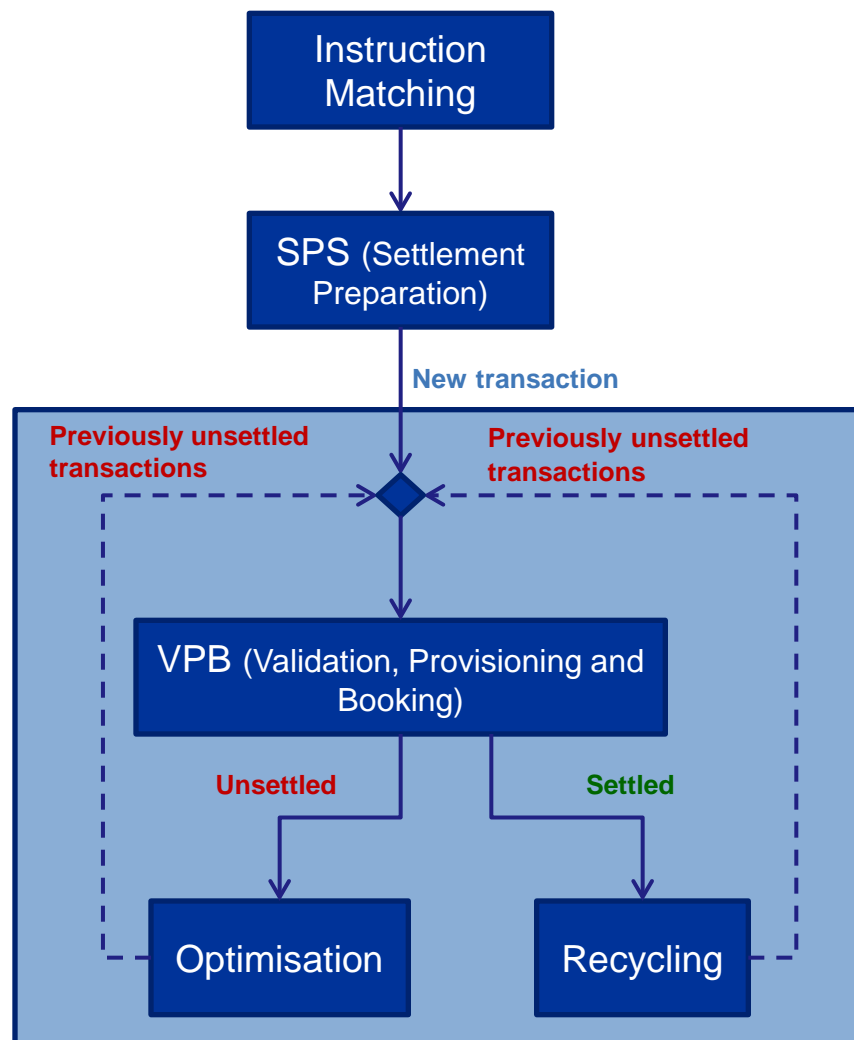 Instruction
Matching
SPS (Settlement
Preparation)
New transaction
Previously unsettled
transactions
Previously unsettled
transactions
VPB (Validation, Provisioning and
Booking)
Unsettled
Settled
Optimisation
Recycling